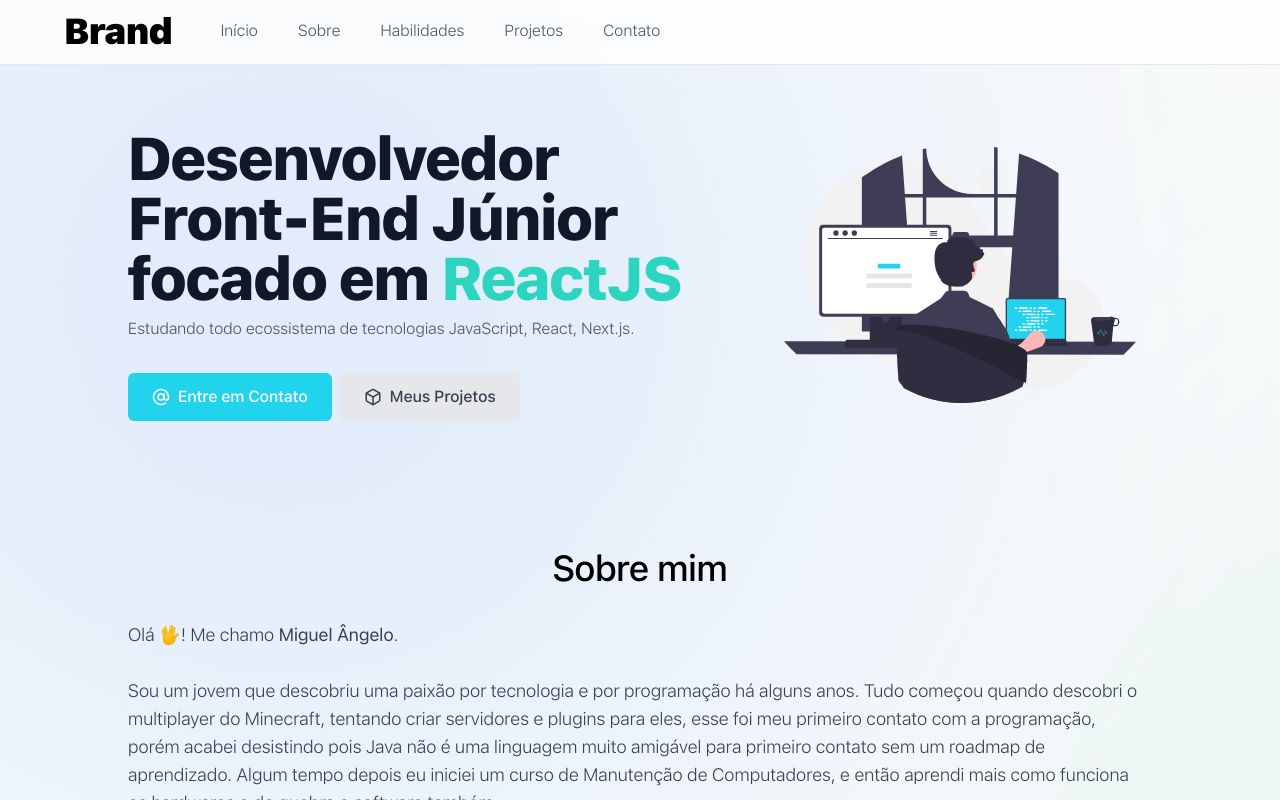 Brand
Início
Sobre
Habilidades
Projetos
Contato
Desenvolvedor
Front-End Júnior
focado em ReactJS
Estudando todo ecossistema de tecnologias JavaScript, React, Next.js.
Entre em Contato
Meus Projetos
Sobre mim
Olá 🖖! Me chamo Miguel Ângelo.
Sou um jovem que descobriu uma paixão por tecnologia e por programação há alguns anos. Tudo começou quando descobri o
multiplayer do Minecraft, tentando criar servidores e plugins para eles, esse foi meu primeiro contato com a programação,
porém acabei desistindo pois Java não é uma linguagem muito amigável para primeiro contato sem um roadmap de
aprendizado. Algum tempo depois eu iniciei um curso de Manutenção de Computadores, e então aprendi mais como funciona